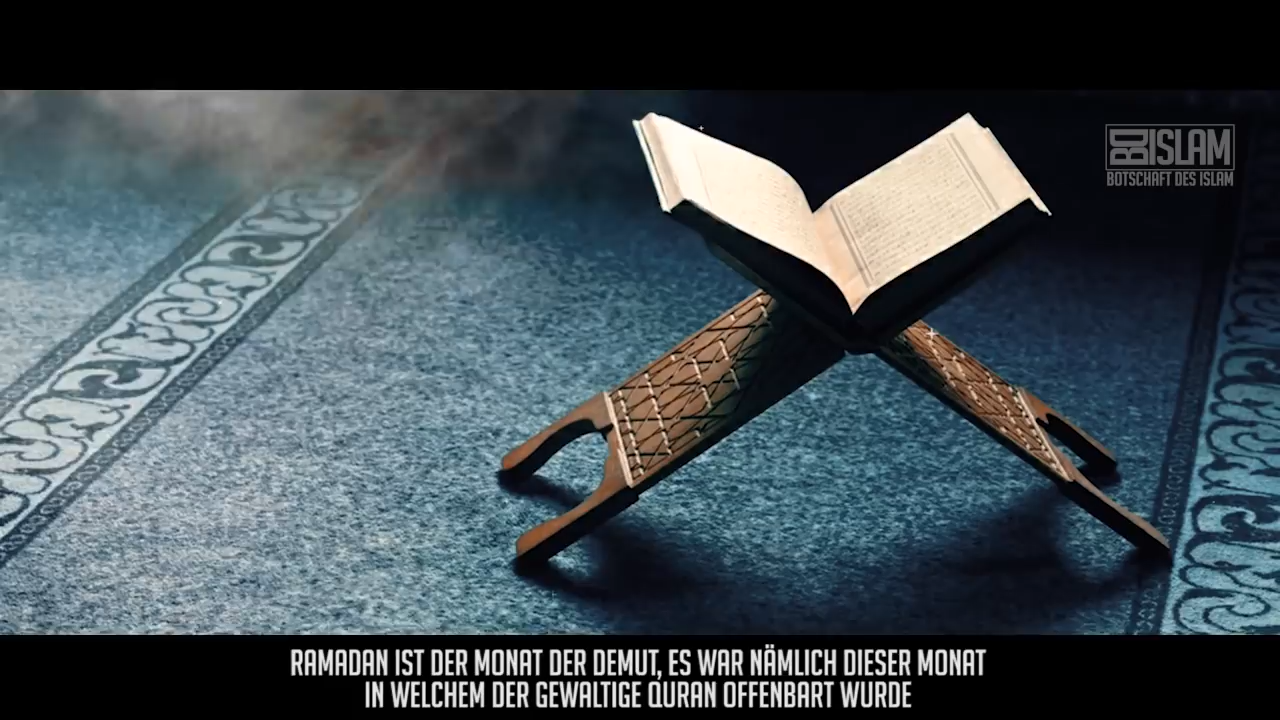 BDISLAM
BOTSCHAFT DES ISLAM
RAMADAN IST DER MONAT DER DEMUT, ES WAR NÄMLICH DIESER MONAT
IN WELCHEM DER GEWALTIGE QURAN OFFENBART WURDE